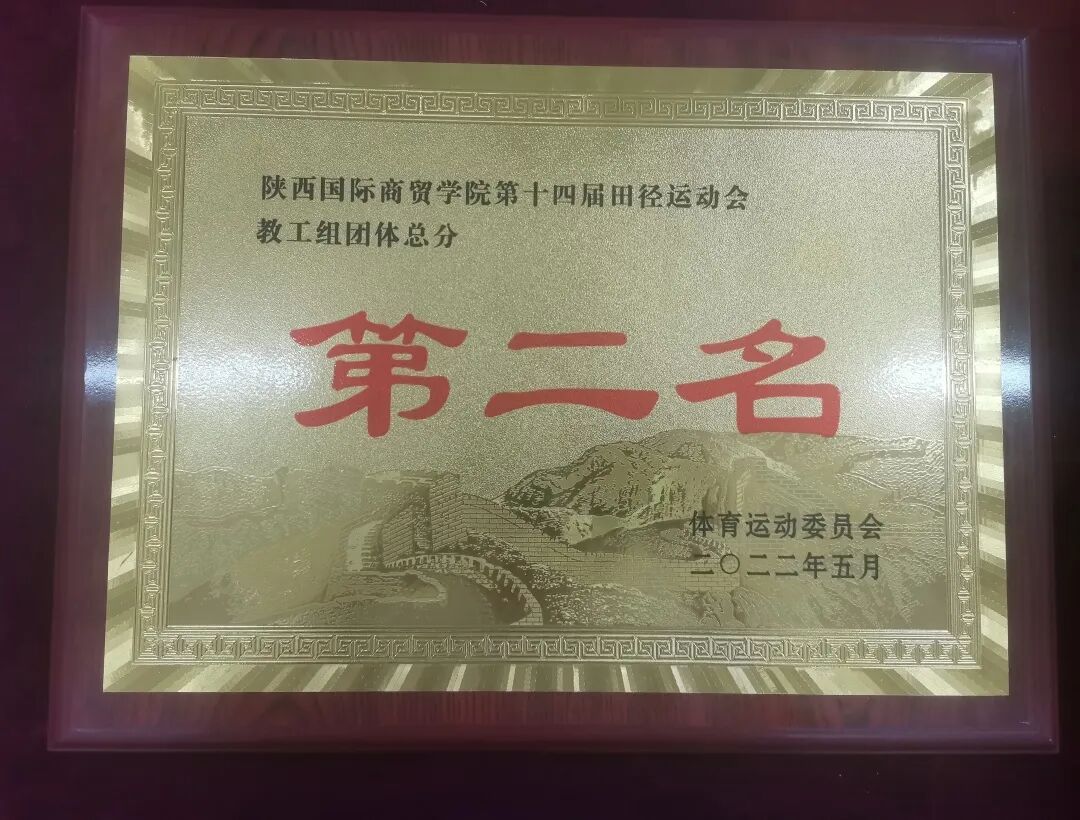 陕西国际商贸学院第十四届田径运动会
教工组团体总分
第二名
体育运动委员会
二〇二二年五月